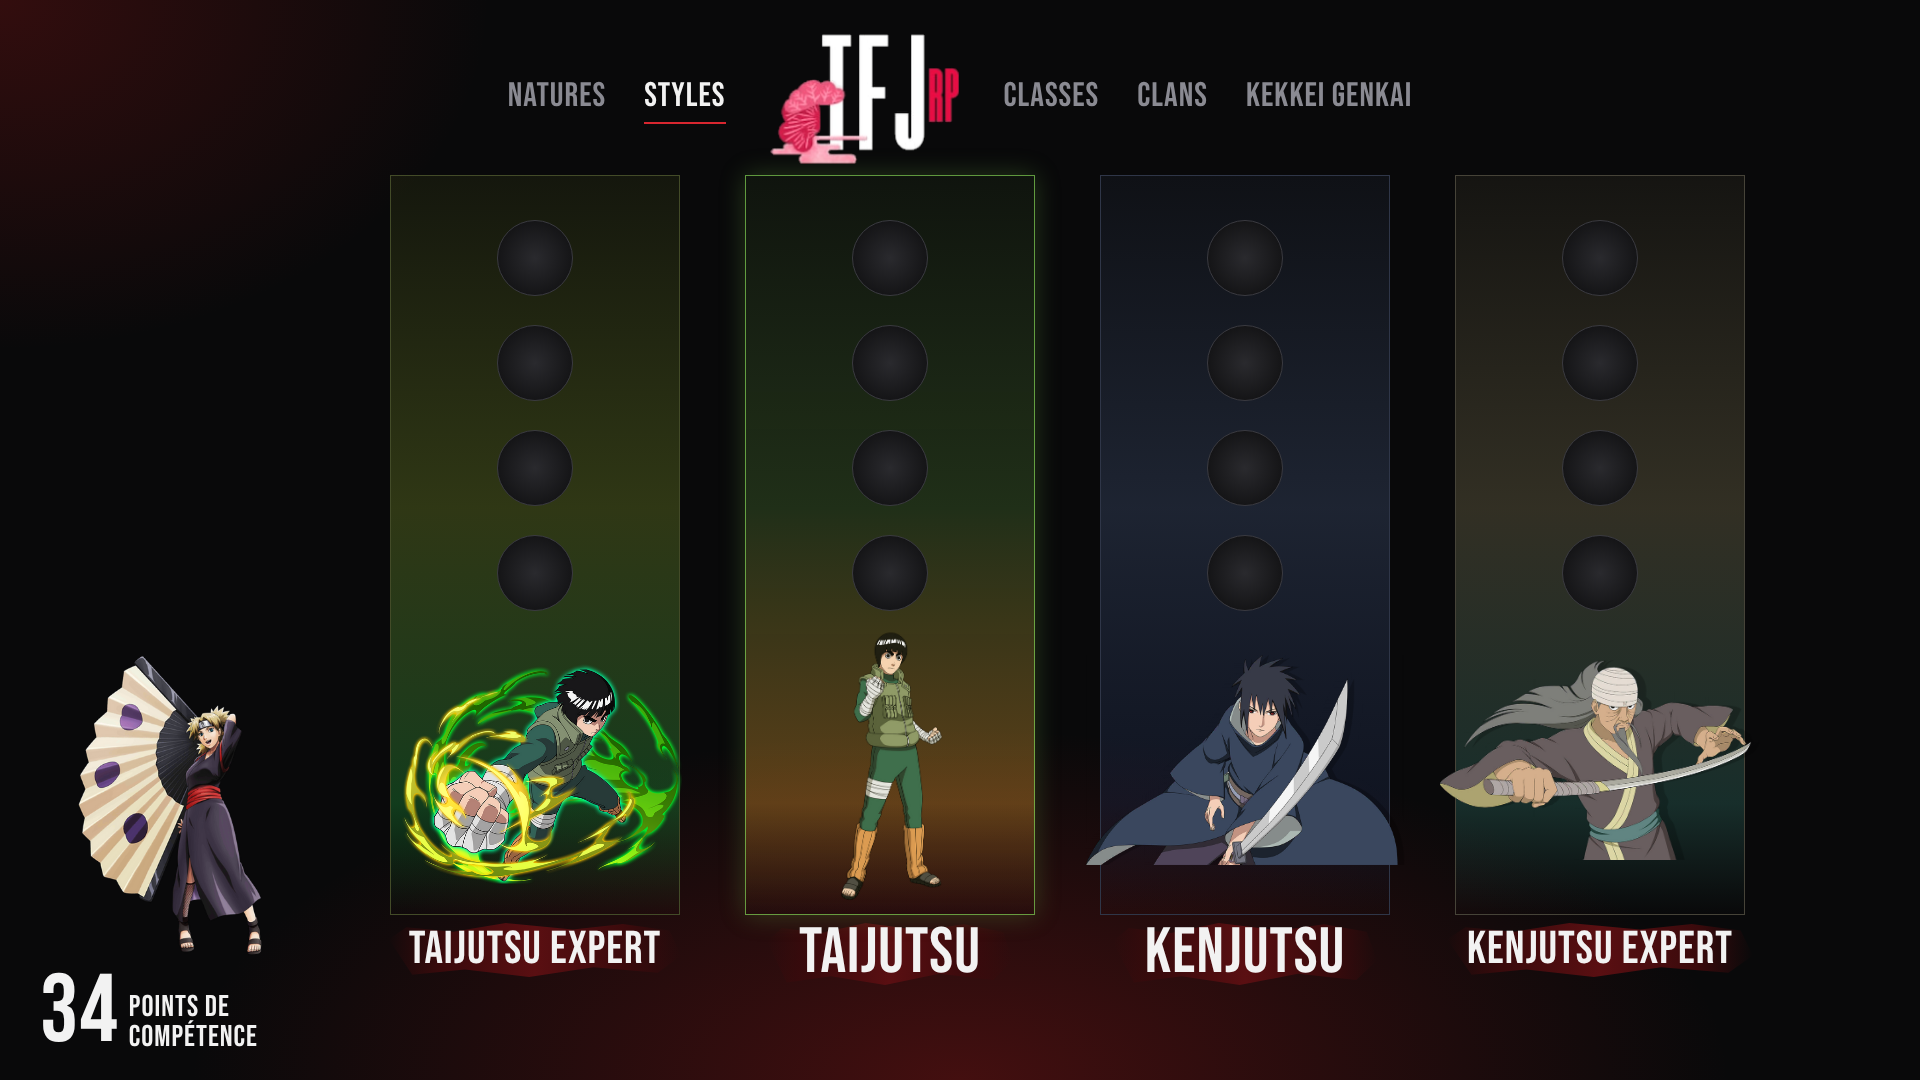 NATURES
STYLES
TFJ RP
CLASSES
CLANS
KEKKEI GENKAI
TAIJUTSU EXPERT
TAIJUTSU
KENJUTSU
KENJUTSU EXPERT
34
POINTS DE
COMPÉTENCE